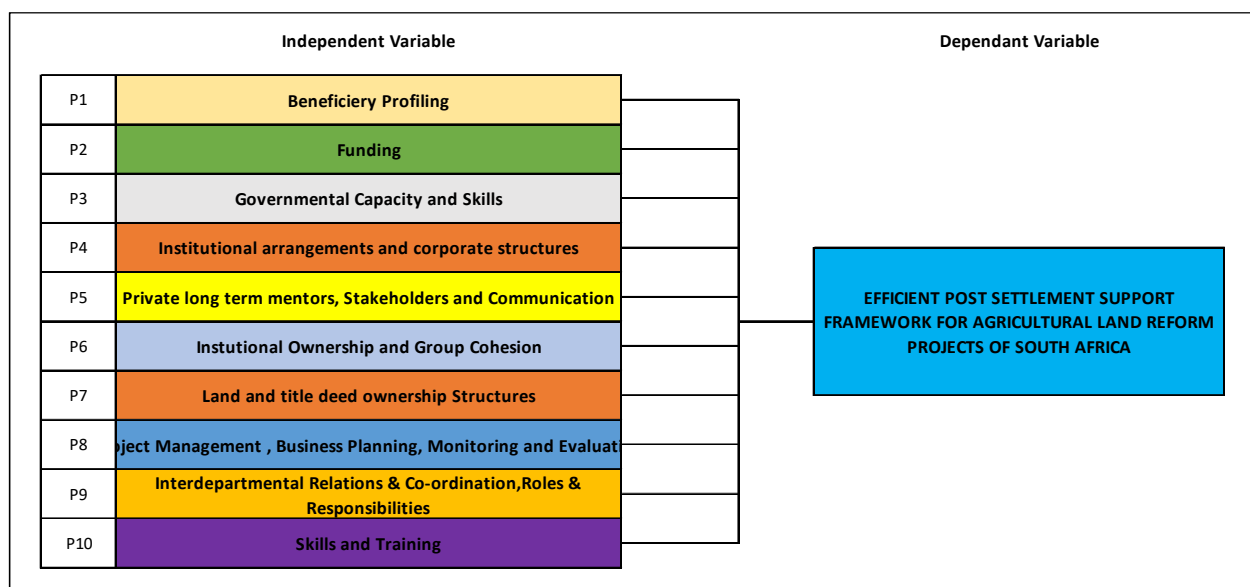 Independent Variable
Dependant Variable
P1
Beneficiery Profiling
P2
Funding
P3
Governmental Capacity and Skills
P4
Institutional arrangements and corporate structures
P5
Private long term mentors, Stakeholders and Communication
P6
Instutional Ownership and Group Cohesion
P7
Land and title deed ownership Structures
P8
oject Management , Business Planning, Monitoring and Evaluati
P9
Interdepartmental Relations & Co-ordination,Roles &
Responsibilities
P10
Skills and Training
EFFICIENT POST SETTLEMENT SUPPORT
FRAMEWORK FOR AGRICULTURAL LAND REFORM
PROJECTS OF SOUTH AFRICA